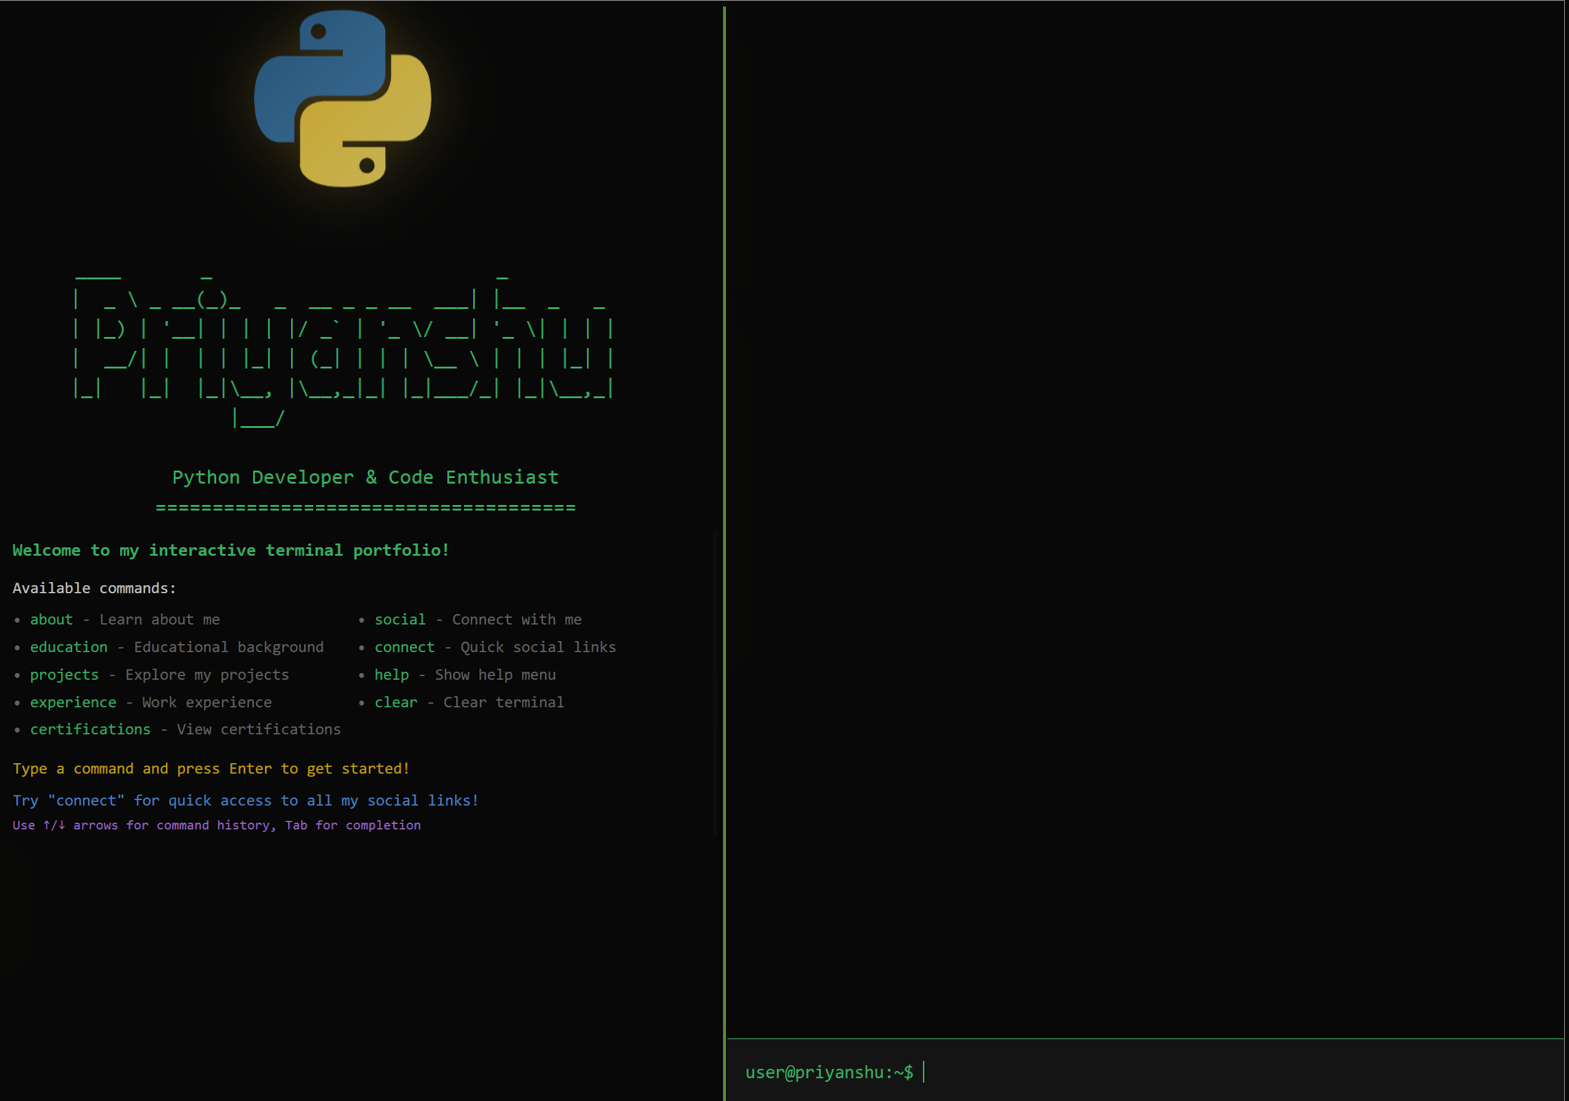 Priyanshu
Python Developer & Code Enthusiast
=====================================
Welcome to my interactive terminal portfolio!
Available commands:
• about - Learn about me
• education - Educational background
• projects - Explore my projects
• experience - Work experience
• certifications - View certifications
• social - Connect with me
• connect - Quick social links
• help - Show help menu
• clear - Clear terminal
Type a command and press Enter to get started!
Try "connect" for quick access to all my social links!
Use ↑/↓ arrows for command history, Tab for completion
user@priyanshu:~$